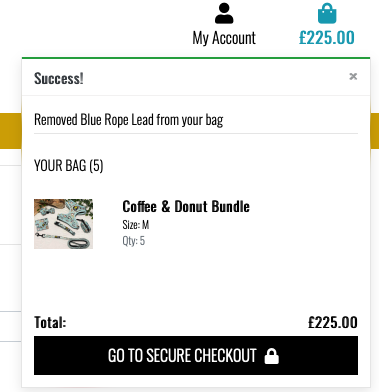 My Account
£225.00
Success!
×
Removed Blue Rope Lead from your bag
YOUR BAG (5)
Coffee & Donut Bundle
Size: M
Qty: 5
Total: £225.00
GO TO SECURE CHECKOUT